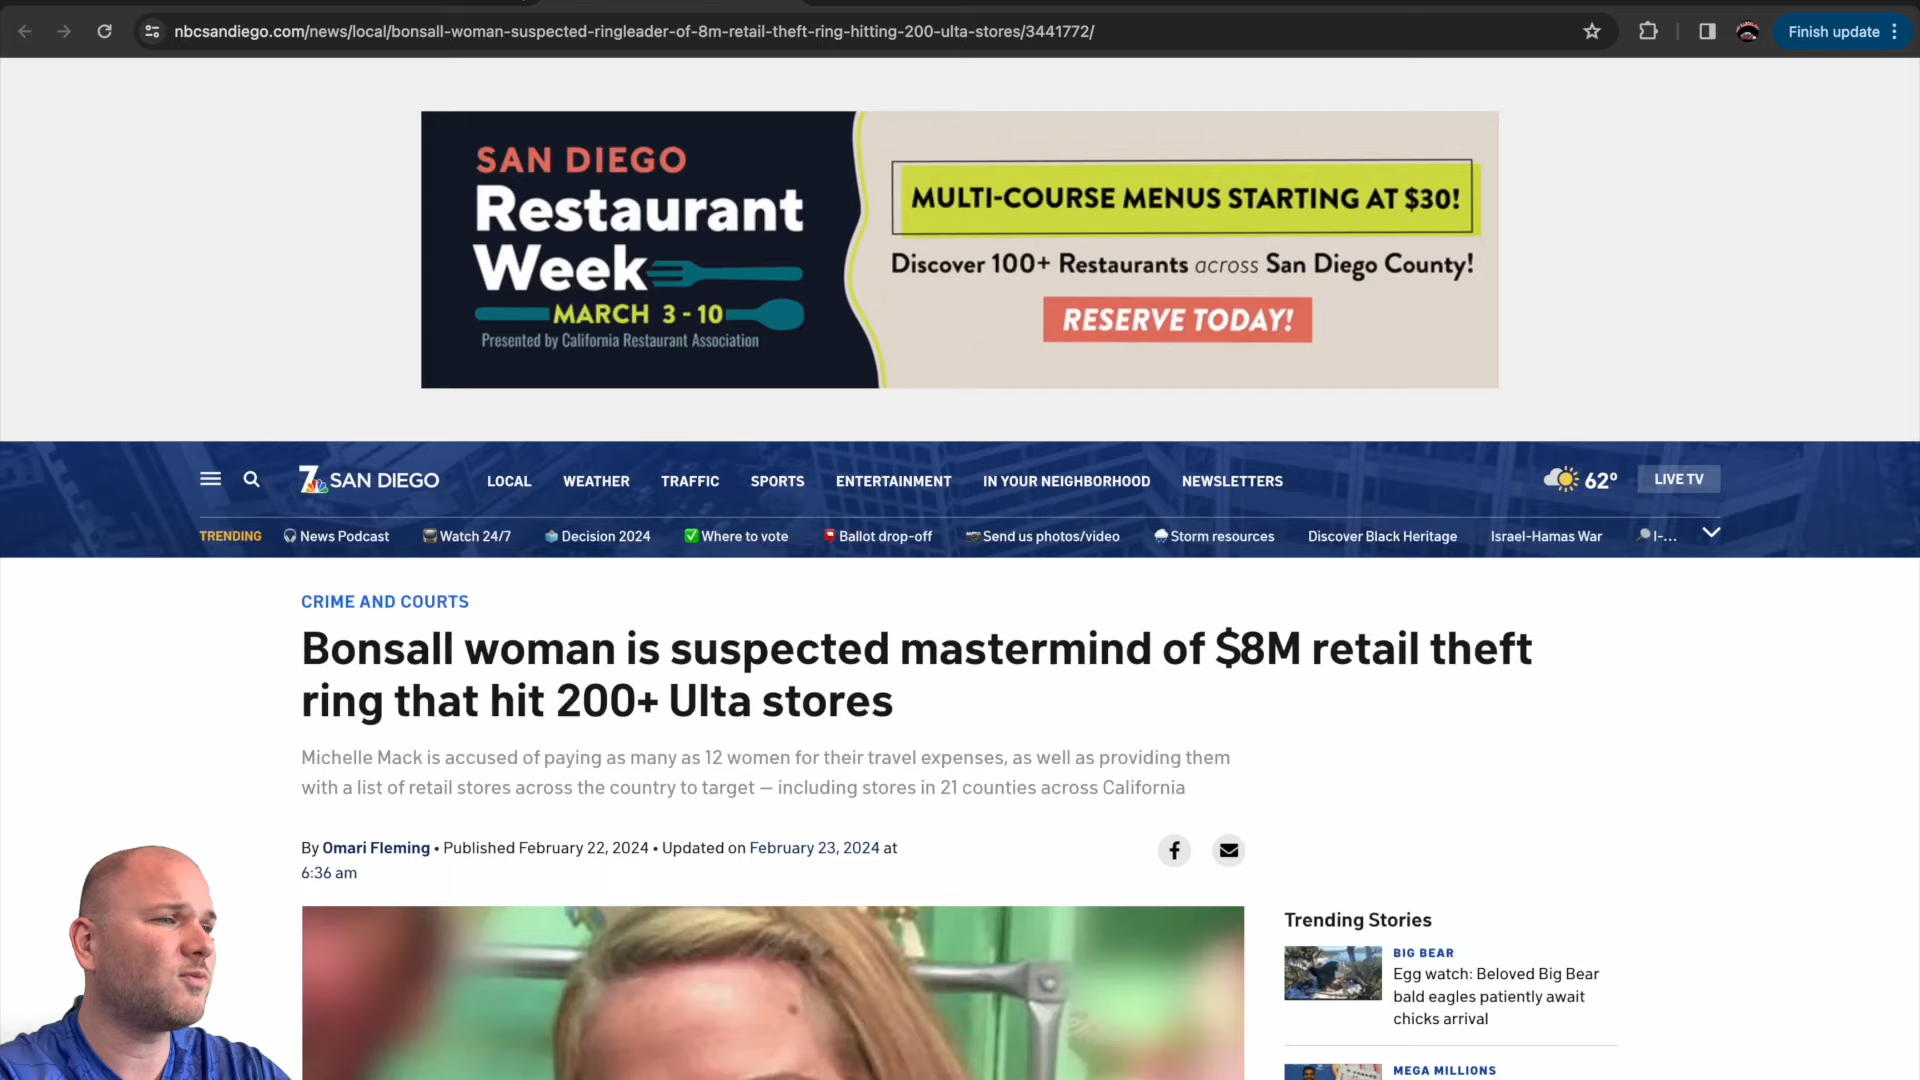 nbcsandiego.com/news/local/bonsall-woman-suspected-ringleader-of-8m-retail-theft-ring-hitting-200-ulta-stores/3441772/
Finish update
SAN DIEGO
Restaurant
Week
MARCH 3 - 10
Presented by California Restaurant Association
MULTI-COURSE MENUS STARTING AT $30!
Discover 100+ Restaurants across San Diego County!
RESERVE TODAY!
7 SAN DIEGO
LOCAL WEATHER TRAFFIC SPORTS ENTERTAINMENT IN YOUR NEIGHBORHOOD NEWSLETTERS
62°
LIVE TV
TRENDING News Podcast Watch 24/7 Decision 2024 Where to vote Ballot drop-off Send us photos/video Storm resources Discover Black Heritage Israel-Hamas War I-...
CRIME AND COURTS
Bonsall woman is suspected mastermind of $8M retail theft
ring that hit 200+ Ulta stores
Michelle Mack is accused of paying as many as 12 women for their travel expenses, as well as providing them
with a list of retail stores across the country to target — including stores in 21 counties across California
By Omari Fleming • Published February 22, 2024 • Updated on February 23, 2024 at
6:36 am
Trending Stories
BIG BEAR
Egg watch: Beloved Big Bear
bald eagles patiently await
chicks arrival
MEGA MILLIONS